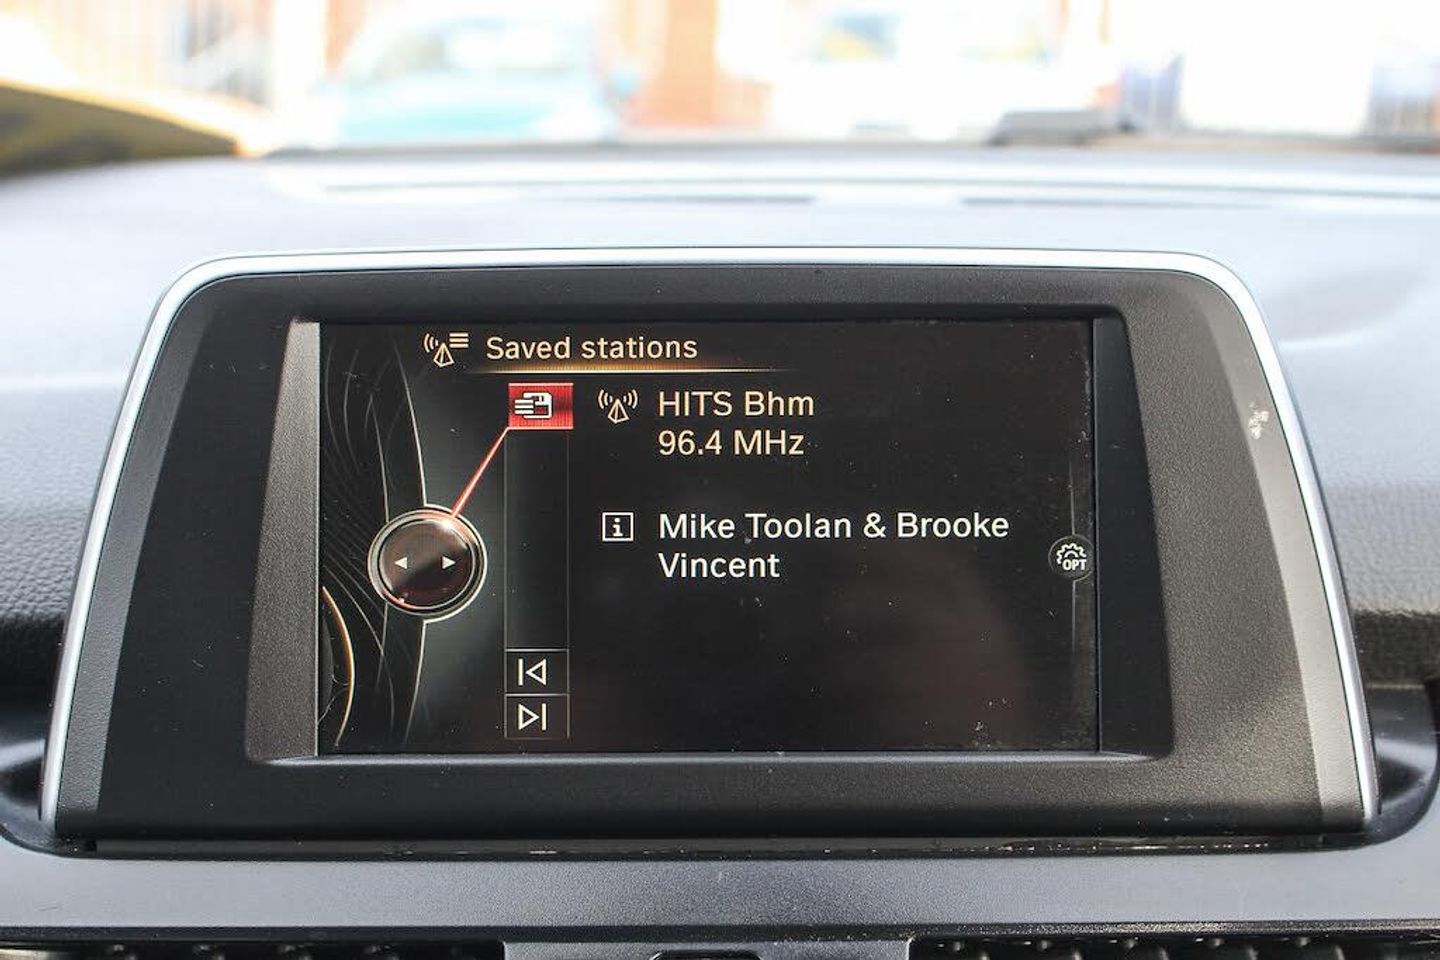 Saved stations
HITS Bhm
96.4 MHz
i Mike Toolan & Brooke
Vincent
OPT